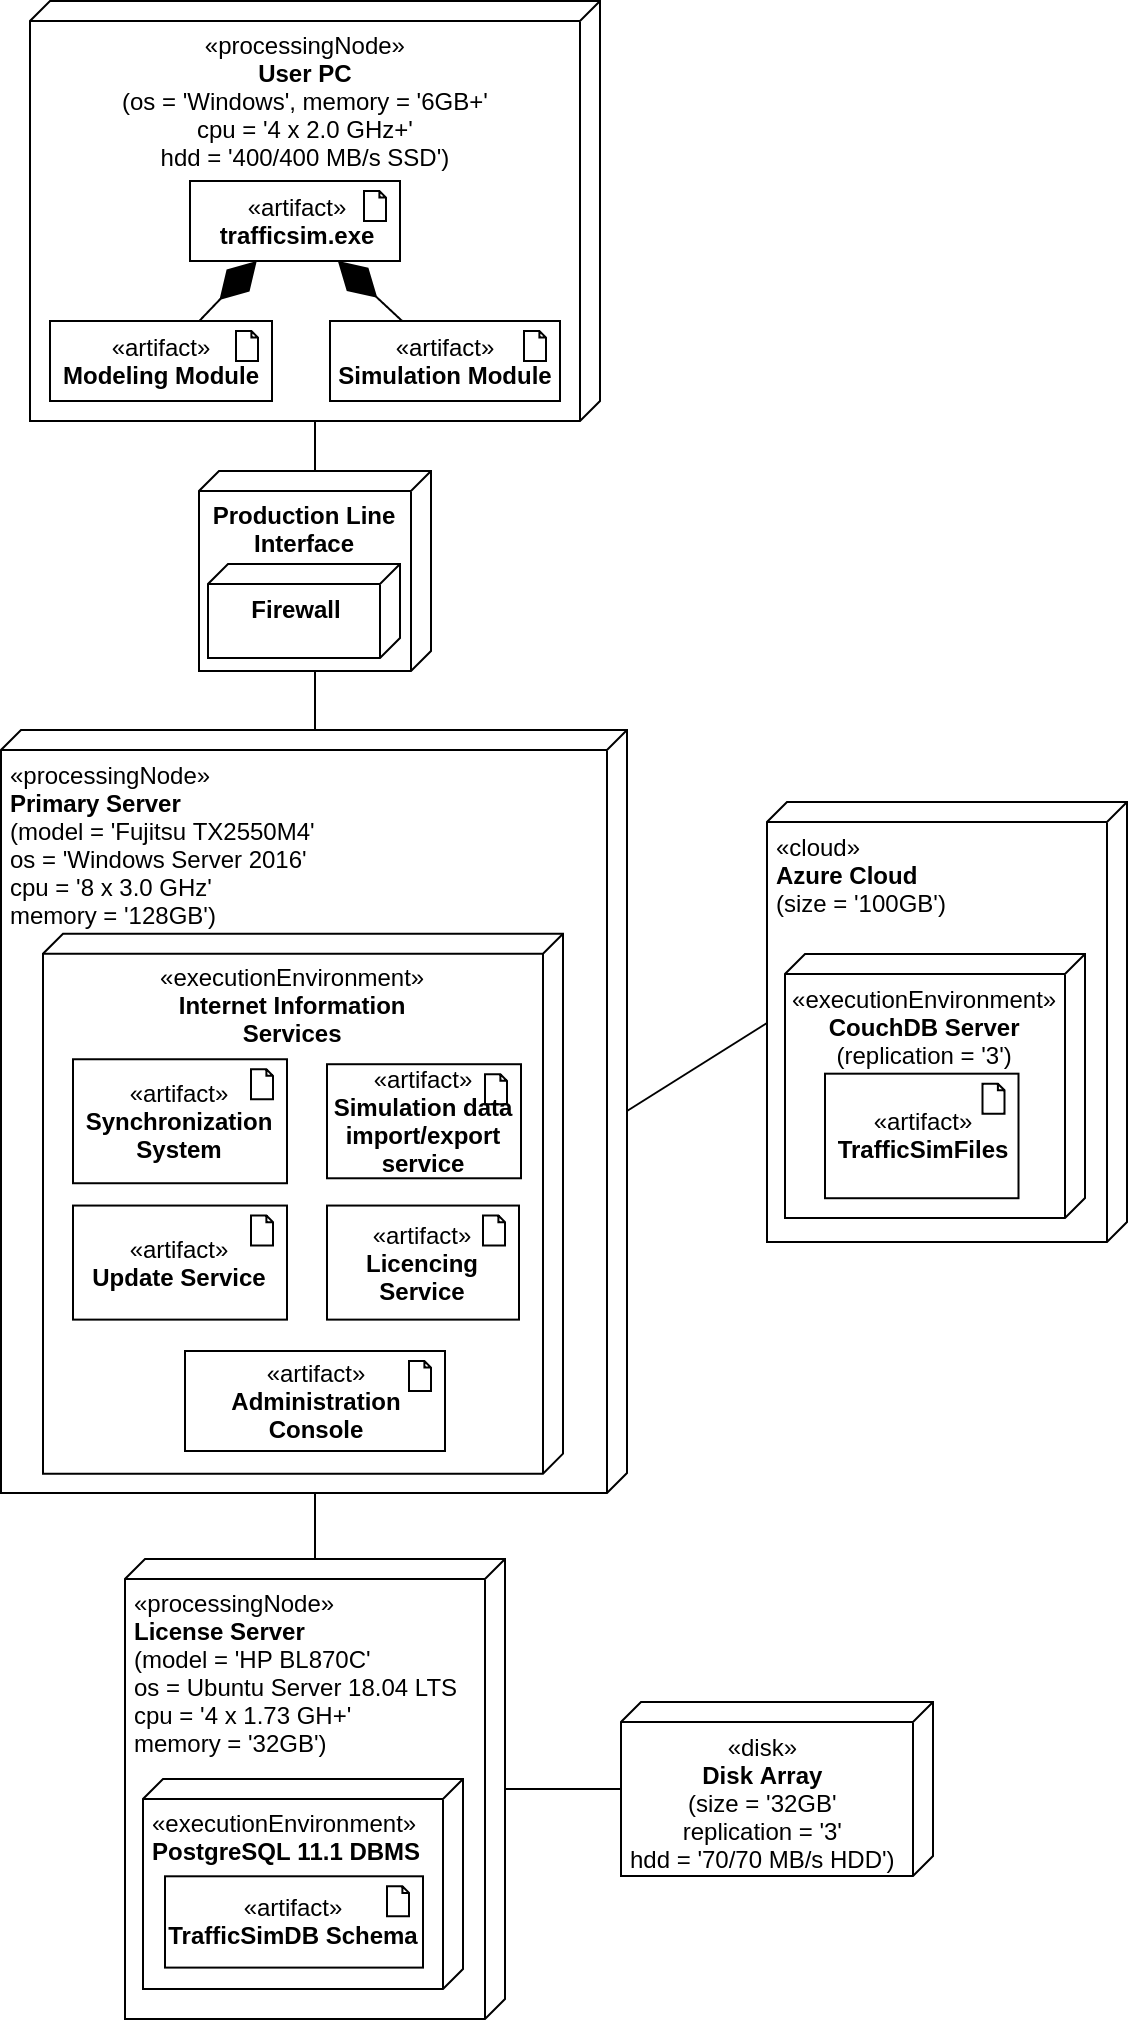 «processingNode»
User PC
(os = 'Windows', memory = '6GB+'
cpu = '4 x 2.0 GHz+'
hdd = '400/400 MB/s SSD')
«artifact»
trafficsim.exe
«artifact»
Modeling Module
«artifact»
Simulation Module
Production Line
Interface
Firewall
«processingNode»
Primary Server
(model = 'Fujitsu TX2550M4'
os = 'Windows Server 2016'
cpu = '8 x 3.0 GHz'
memory = '128GB')
«executionEnvironment»
Internet Information
Services
«artifact»
Synchronization
System
«artifact»
Simulation data
import/export
service
«artifact»
Update Service
«artifact»
Licencing
Service
«artifact»
Administration
Console
«cloud»
Azure Cloud
(size = '100GB')
«executionEnvironment»
CouchDB Server
(replication = '3')
«artifact»
TrafficSimFiles
«processingNode»
License Server
(model = 'HP BL870C'
os = Ubuntu Server 18.04 LTS
cpu = '4 x 1.73 GH+'
memory = '32GB')
«executionEnvironment»
PostgreSQL 11.1 DBMS
«artifact»
TrafficSimDB Schema
«disk»
Disk Array
(size = '32GB'
replication = '3'
hdd = '70/70 MB/s HDD')